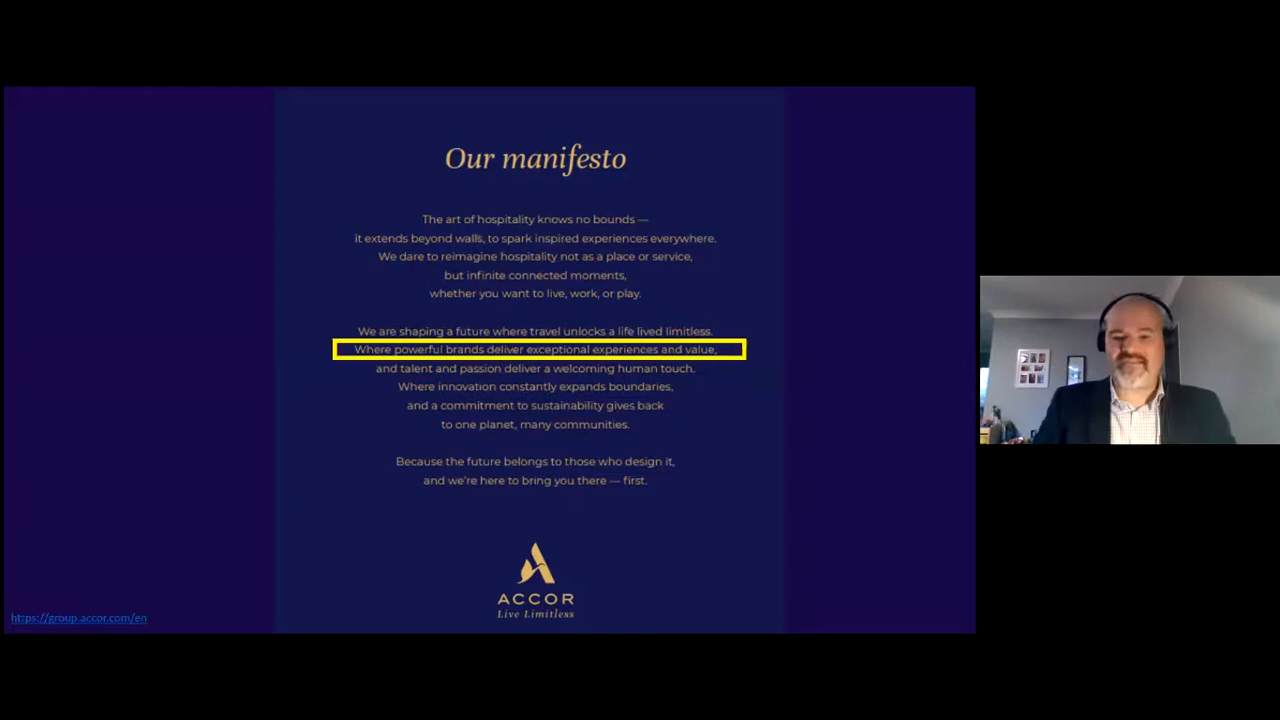 Our manifesto
The art of hospitality knows no bounds —
it extends beyond walls, to spark inspired experiences everywhere.
We dare to reimagine hospitality not as a place or service,
but infinite connected moments,
whether you want to live, work, or play.
We are shaping a future where travel unlocks a life lived limitless.
Where powerful brands deliver exceptional experiences and value,
and talent and passion deliver a welcoming human touch.
Where innovation constantly expands boundaries,
and a commitment to sustainability gives back
to one planet, many communities.
Because the future belongs to those who design it,
and we're here to bring you there — first.
ACCOR
Live Limitless
https://group.accor.com/en